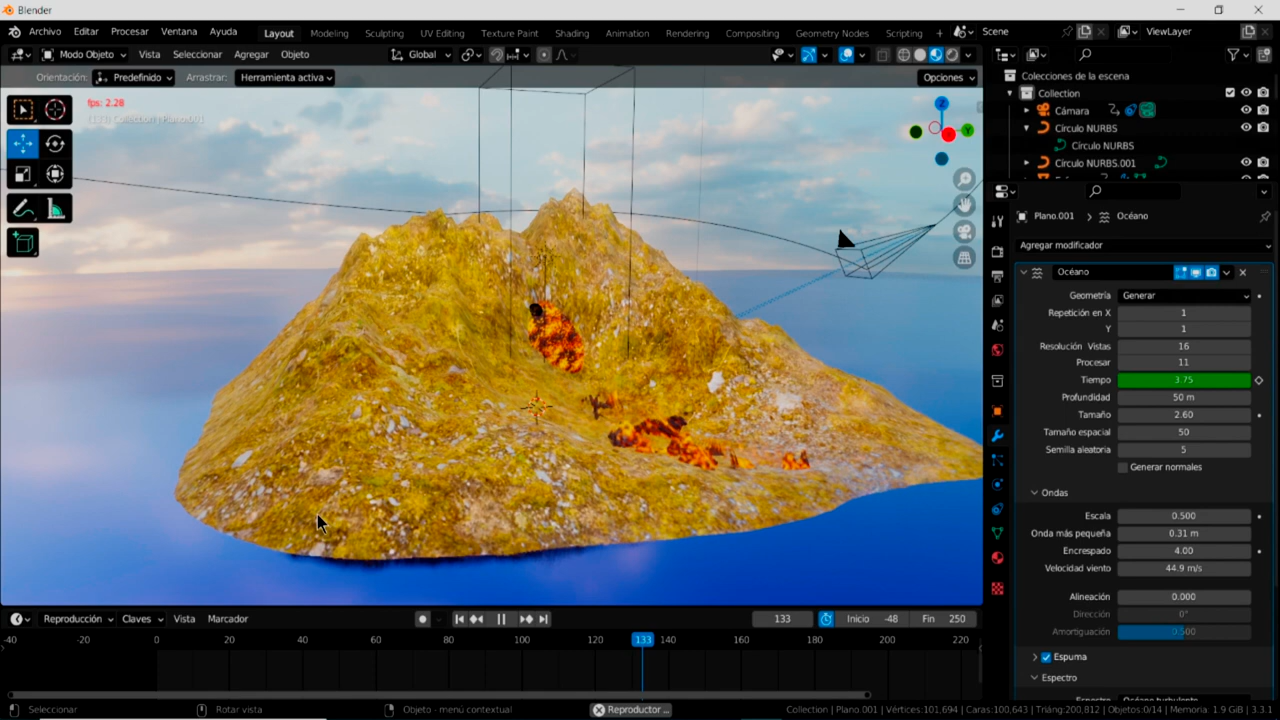 Blender
Archivo Editar Procesar Ventana Ayuda Layout Modeling Sculpting UV Editing Texture Paint Shading Animation Rendering Compositing Geometry Nodes Scripting + Scene ViewLayer
Modo Objeto Vista Seleccionar Agregar Objeto Global
Orientación: Predefinido Arrastrar: Herramienta activa Opciones
fps: 2.28
(133) Collection | Plano.001
Z
Y
Colecciones de la escena
Collection
Cámara
Círculo NURBS
Círculo NURBS
Círculo NURBS.001
Plano.001 > Océano
Agregar modificador
Océano
Geometría Generar
Repetición en X 1
Y 1
Resolución Vistas 16
Procesar 11
Tiempo 3.75
Profundidad 50 m
Tamaño 2.60
Tamaño espacial 50
Semilla aleatoria 5
Generar normales
Ondas
Escala 0.500
Onda más pequeña 0.31 m
Encrespado 4.00
Velocidad viento 44.9 m/s
Alineación 0.000
Dirección 0°
Amortiguación 0.500
Espuma
Espectro
Espectro Océano turbulento
Reproducción Claves Vista Marcador 133 Inicio -48 Fin 250
-40 -20 0 20 40 60 80 100 120 133 140 160 180 200 220
Seleccionar Rotar vista Objeto - menú contextual Reproductor ... Collection | Plano.001 | Vértices:101,694 | Caras:100,643 | Triáng:200,812 | Objetos:0/14 | Memoria: 1.9 GiB | 3.3.1